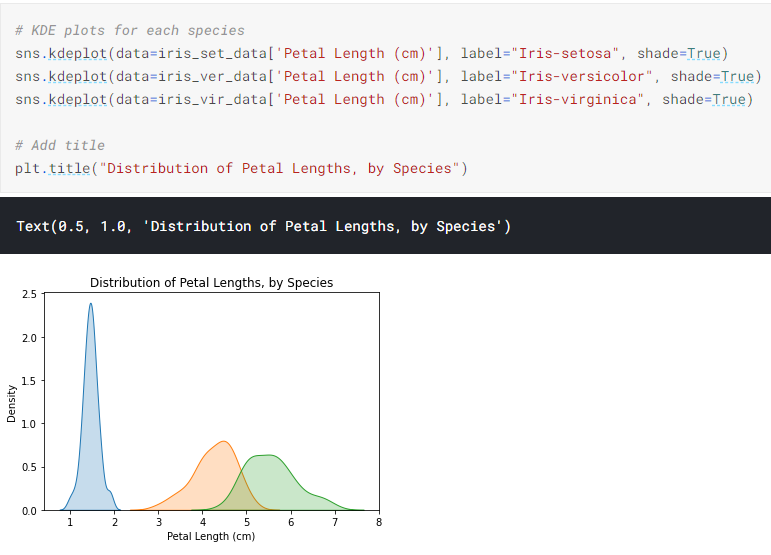 # KDE plots for each species
sns.kdeplot(data=iris_set_data['Petal Length (cm)'], label="Iris-setosa", shade=True)
sns.kdeplot(data=iris_ver_data['Petal Length (cm)'], label="Iris-versicolor", shade=True)
sns.kdeplot(data=iris_vir_data['Petal Length (cm)'], label="Iris-virginica", shade=True)
# Add title
plt.title("Distribution of Petal Lengths, by Species")
Text(0.5, 1.0, 'Distribution of Petal Lengths, by Species')
Distribution of Petal Lengths, by Species
2.5
2.0
1.5
1.0
0.5
0.0
Density
1 2 3 4 5 6 7 8
Petal Length (cm)